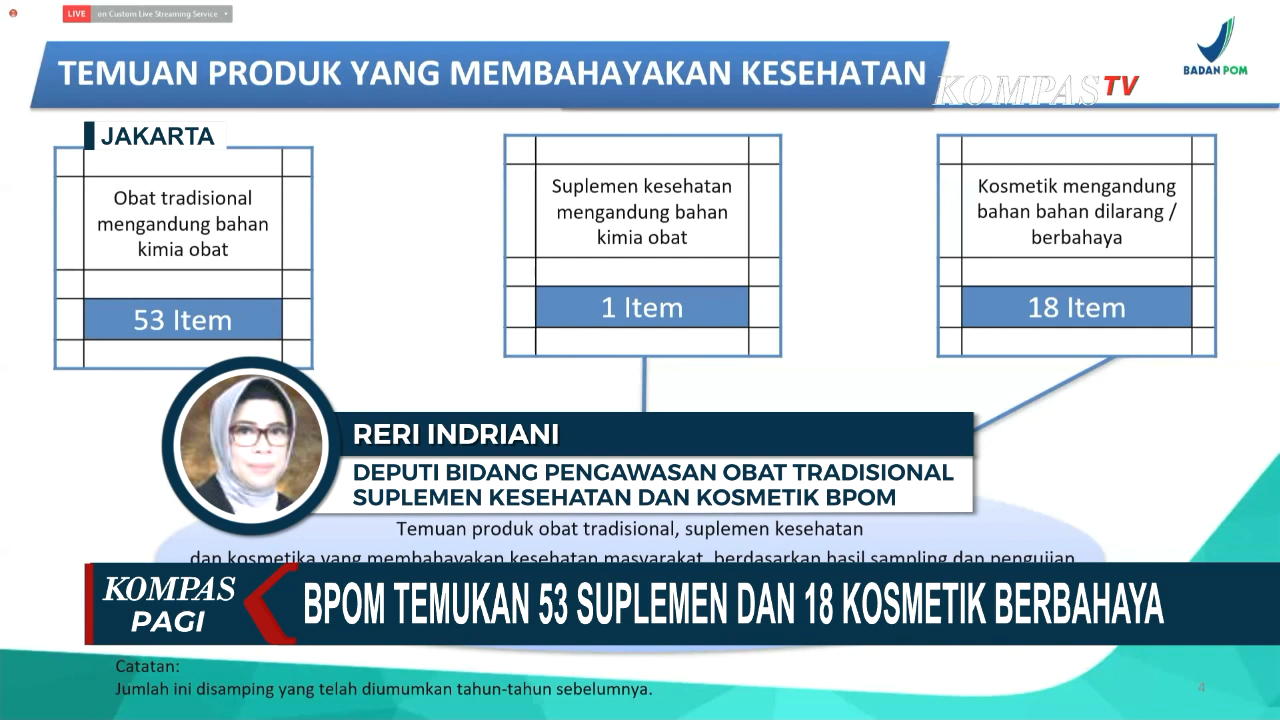 LIVE on Custom Live Streaming Service
TEMUAN PRODUK YANG MEMBAHAYAKAN KESEHATAN
BADAN POM
KOMPAS TV
JAKARTA
Obat tradisional
mengandung bahan
kimia obat
53 Item
Suplemen kesehatan
mengandung bahan
kimia obat
1 Item
Kosmetik mengandung
bahan bahan dilarang /
berbahaya
18 Item
RERI INDRIANI
DEPUTI BIDANG PENGAWASAN OBAT TRADISIONAL
SUPLEMEN KESEHATAN DAN KOSMETIK BPOM
Temuan produk obat tradisional, suplemen kesehatan
dan kosmetika yang membahayakan kesehatan masyarakat, berdasarkan hasil sampling dan pengujian
KOMPAS
PAGI
BPOM TEMUKAN 53 SUPLEMEN DAN 18 KOSMETIK BERBAHAYA
Catatan:
Jumlah ini disamping yang telah diumumkan tahun-tahun sebelumnya.
4